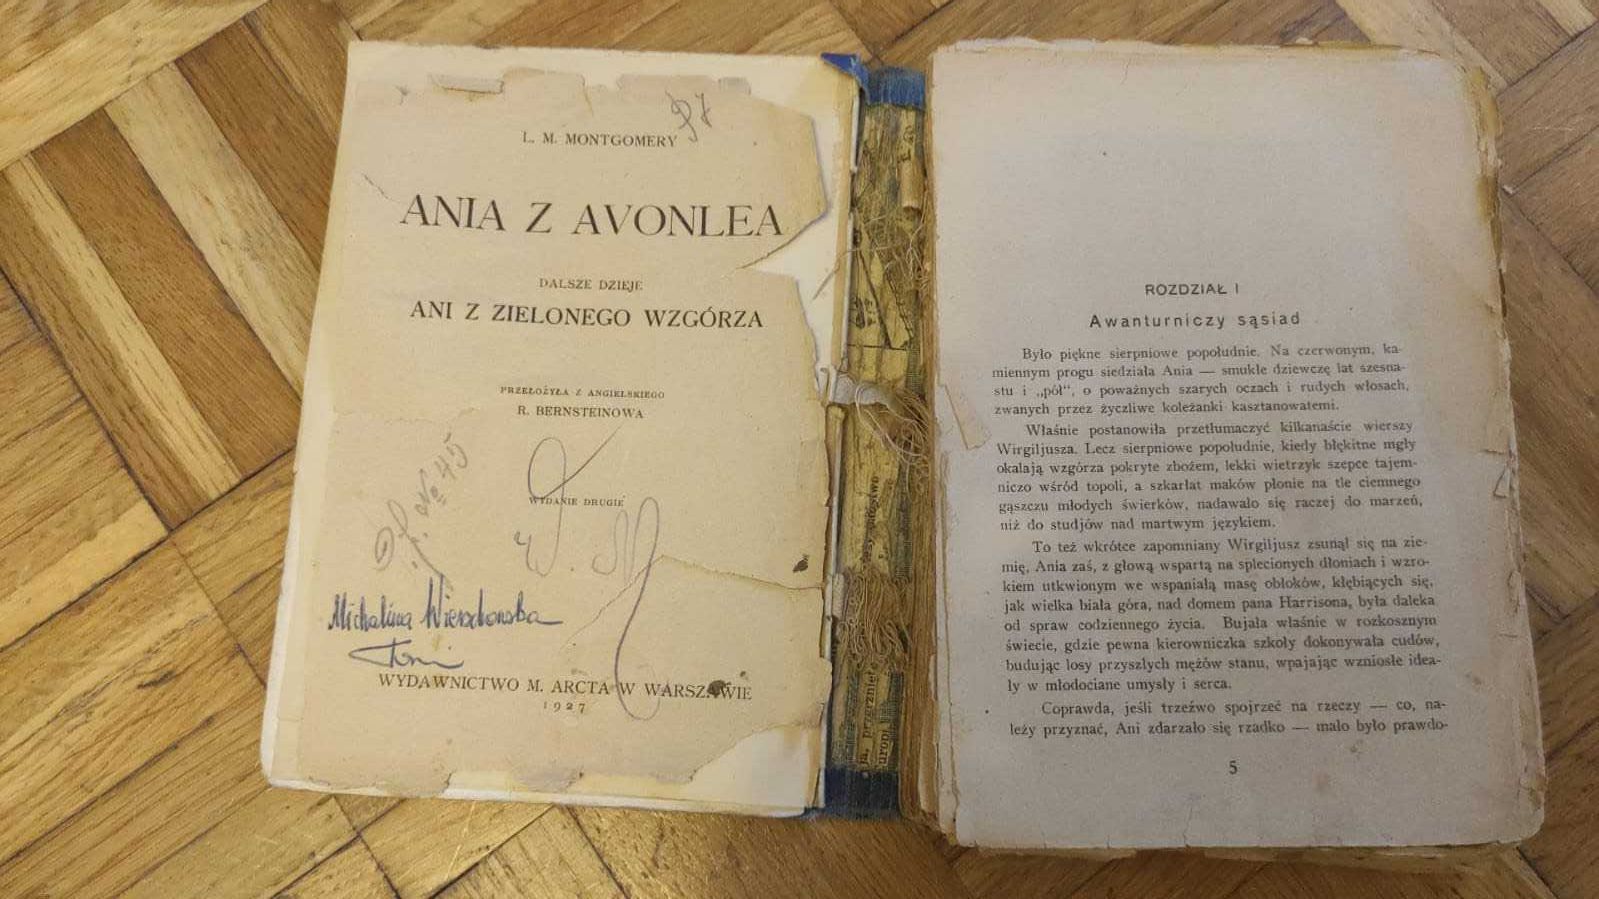 97
L. M. MONTGOMERY
ANIA Z AVONLEA
DALSZE DZIEJE
ANI Z ZIELONEGO WZGÓRZA
PRZEŁOŻYŁA Z ANGIELSKIEGO
R. BERNSTEINOWA
WYDANIE DRUGIE
№ 45
W. M
Michalina
WYDAWNICTWO M. ARCTA W WARSZAWIE
1927
ROZDZIAŁ I
Awanturniczy sąsiad
Było piękne sierpniowe popołudnie. Na czerwonym, ka-
miennym progu siedziała Ania — smukłe dziewczę lat szesna-
stu i „pół“, o poważnych szarych oczach i rudych włosach,
zwanych przez życzliwe koleżanki kasztanowatemi.
Właśnie postanowiła przetłumaczyć kilkanaście wierszy
Wirgiljusza. Lecz sierpniowe popołudnie, kiedy błękitne mgły
okalają wzgórza pokryte zbożem, lekki wietrzyk szepce tajem-
niczo wśród topoli, a szkarłat maków płonie na tle ciemnego
gąszczu młodych świerków, nadawało się raczej do marzeń,
niż do studjów nad martwym językiem.
To też wkrótce zapomniany Wirgiljusz zsunął się na zie-
mię, Ania zaś, z głową wspartą na splecionych dłoniach i wzro-
kiem utkwionym we wspaniałą masę obłoków, kłębiących się,
jak wielka biała góra, nad domem pana Harrisona, była daleka
od spraw codziennego życia. Bujała właśnie w rozkosznym
świecie, gdzie pewna kierowniczka szkoły dokonywała cudów,
budując losy przyszłych mężów stanu, wpajając wzniosłe idea-
ły w młodociane umysły i serca.
Coprawda, jeśli trzeźwo spojrzeć na rzeczy — co, na-
leży przyznać, Ani zdarzało się rzadko — mało było prawdo-
5